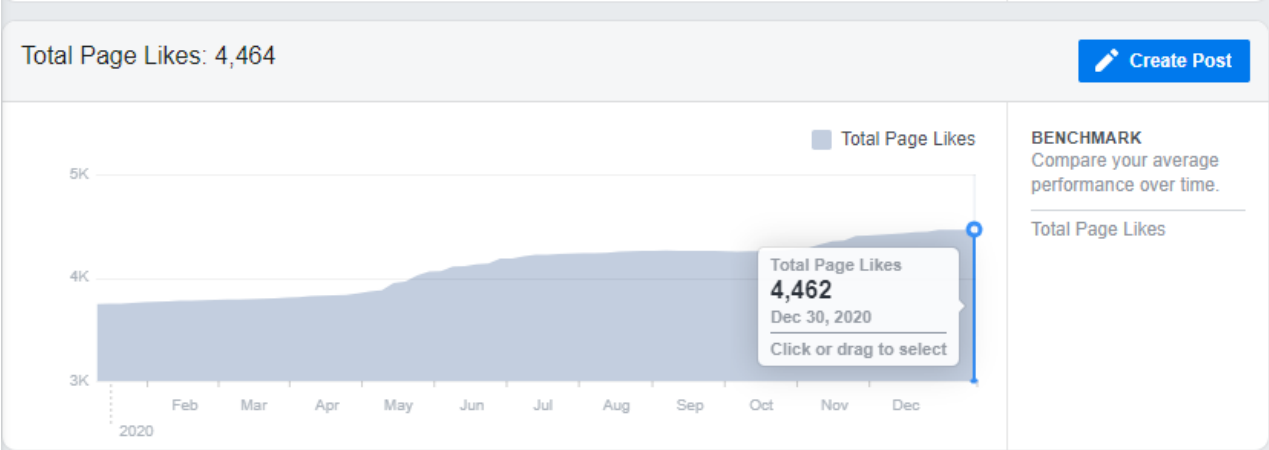 Total Page Likes: 4,464
Create Post
Total Page Likes
BENCHMARK
Compare your average
performance over time.
Total Page Likes
5K
4K
3K
Total Page Likes
4,462
Dec 30, 2020
Click or drag to select
Feb Mar Apr May Jun Jul Aug Sep Oct Nov Dec
2020